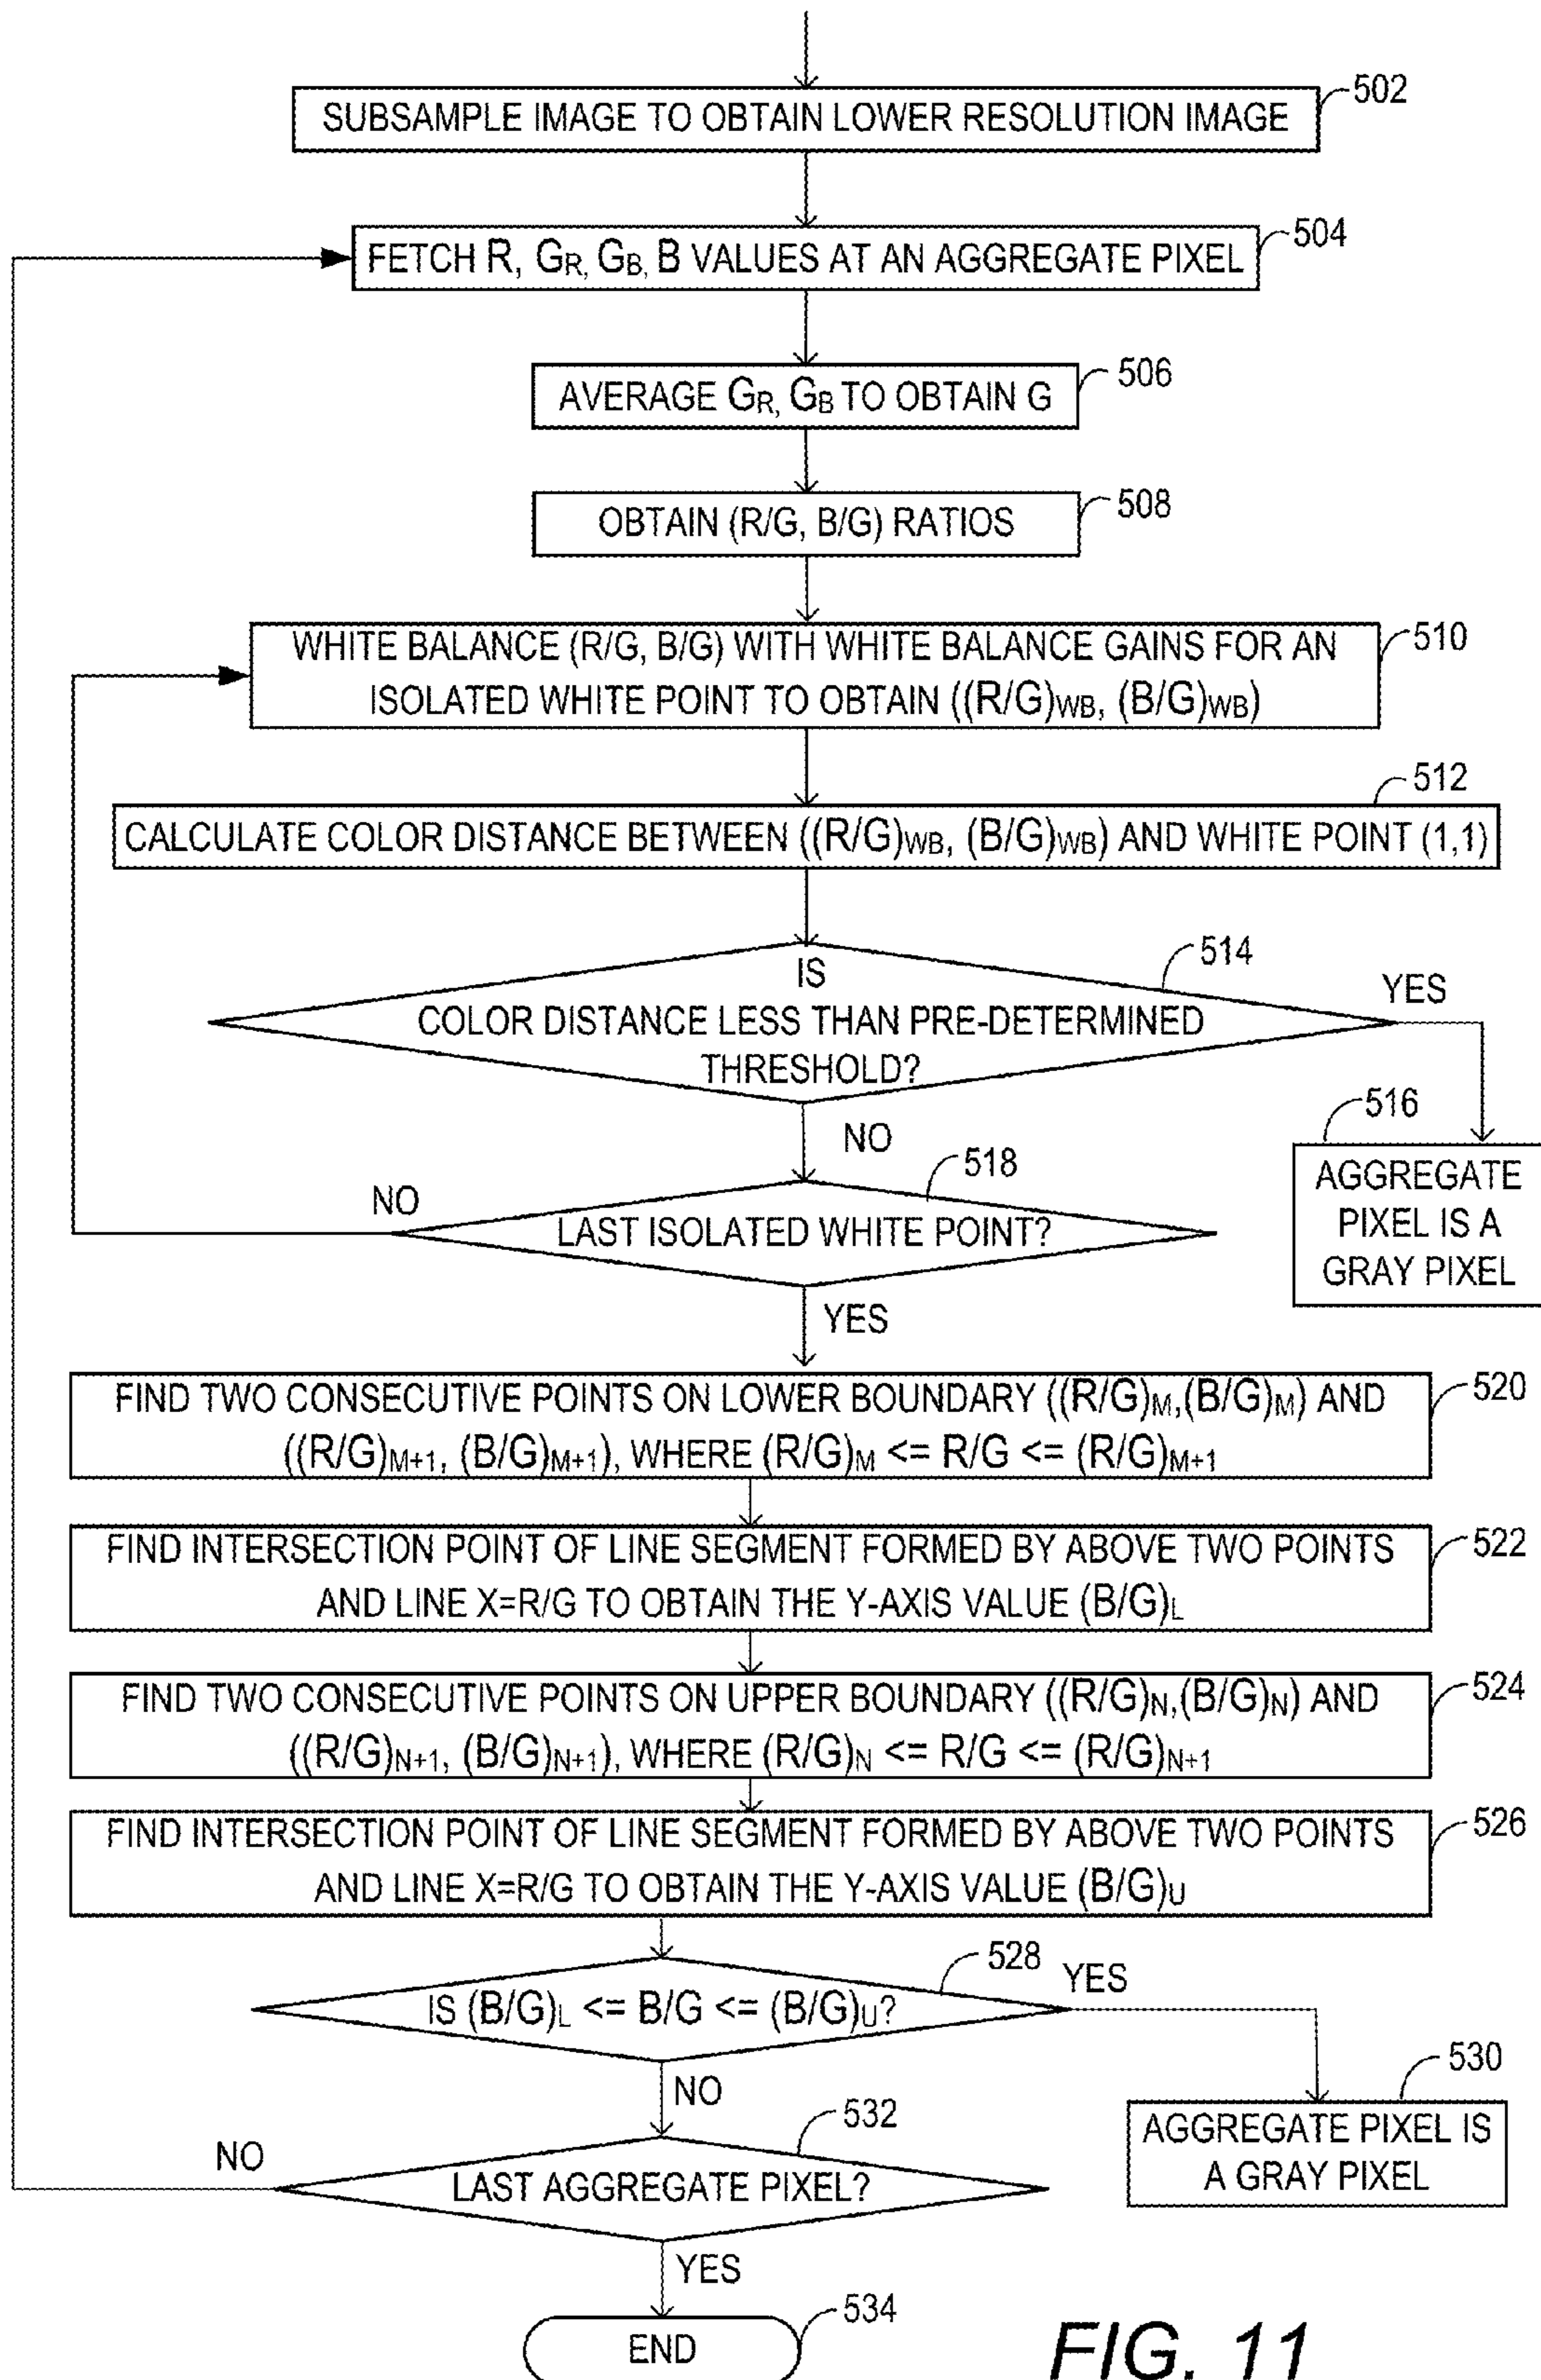 SUBSAMPLE IMAGE TO OBTAIN LOWER RESOLUTION IMAGE
502
FETCH R, GR, GB, B VALUES AT AN AGGREGATE PIXEL
504
AVERAGE GR, GB TO OBTAIN G
506
OBTAIN (R/G, B/G) RATIOS
508
WHITE BALANCE (R/G, B/G) WITH WHITE BALANCE GAINS FOR AN
ISOLATED WHITE POINT TO OBTAIN ((R/G)WB, (B/G)WB)
510
512
CALCULATE COLOR DISTANCE BETWEEN ((R/G)WB, (B/G)WB) AND WHITE POINT (1,1)
514
IS
COLOR DISTANCE LESS THAN PRE-DETERMINED
THRESHOLD?
YES
NO
516
AGGREGATE
PIXEL IS A
GRAY PIXEL
518
NO
LAST ISOLATED WHITE POINT?
YES
FIND TWO CONSECUTIVE POINTS ON LOWER BOUNDARY ((R/G)M,(B/G)M) AND
((R/G)M+1, (B/G)M+1), WHERE (R/G)M <= R/G <= (R/G)M+1
520
FIND INTERSECTION POINT OF LINE SEGMENT FORMED BY ABOVE TWO POINTS
AND LINE X=R/G TO OBTAIN THE Y-AXIS VALUE (B/G)L
522
FIND TWO CONSECUTIVE POINTS ON UPPER BOUNDARY ((R/G)N,(B/G)N) AND
((R/G)N+1, (B/G)N+1), WHERE (R/G)N <= R/G <= (R/G)N+1
524
FIND INTERSECTION POINT OF LINE SEGMENT FORMED BY ABOVE TWO POINTS
AND LINE X=R/G TO OBTAIN THE Y-AXIS VALUE (B/G)U
526
528
YES
IS (B/G)L <= B/G <= (B/G)U?
NO
530
AGGREGATE PIXEL IS
A GRAY PIXEL
532
NO
LAST AGGREGATE PIXEL?
YES
534
END
FIG. 11